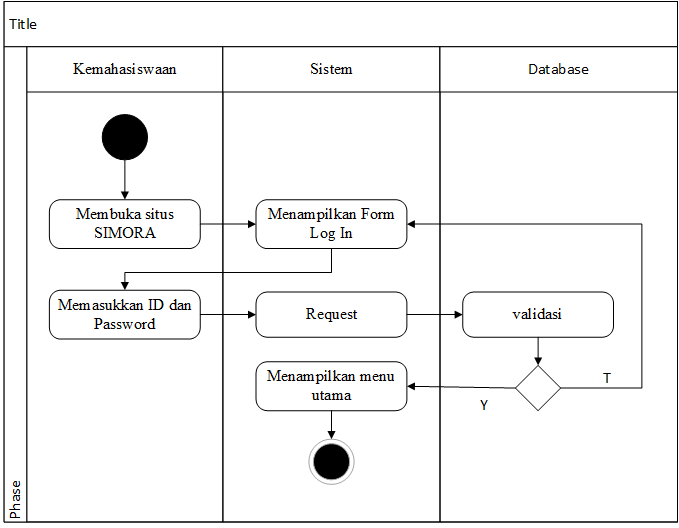 Title
Kemahasiswaan
Sistem
Database
Membuka situs
SIMORA
Menampilkan Form
Log In
Memasukkan ID dan
Password
Request
validasi
Menampilkan menu
utama
Y
T
Phase